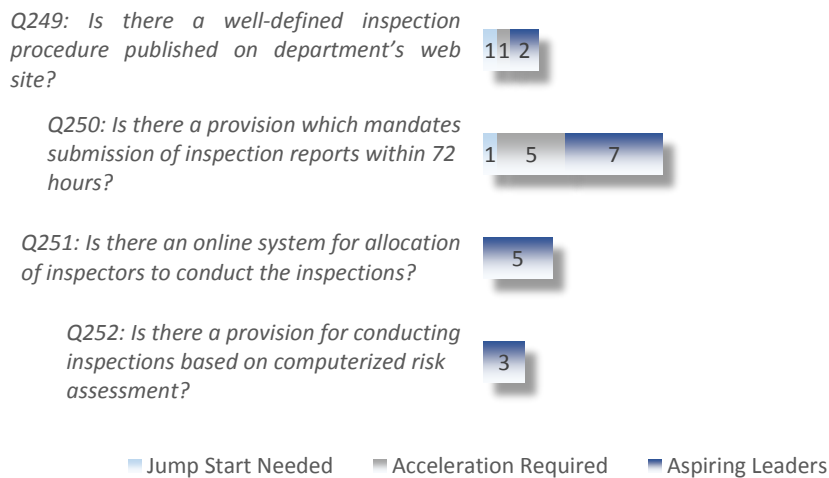 Q249: Is there a well-defined inspection
procedure published on department's web
site?
1 1 2
Q250: Is there a provision which mandates
submission of inspection reports within 72
hours?
1 5 7
Q251: Is there an online system for allocation
of inspectors to conduct the inspections?
5
Q252: Is there a provision for conducting
inspections based on computerized risk
assessment?
3
Jump Start Needed Acceleration Required Aspiring Leaders